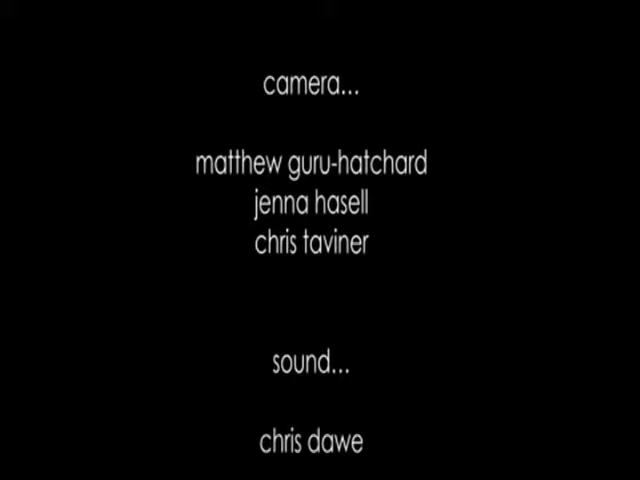 camera...
matthew guru-hatchard
jenna hasell
chris taviner
sound...
chris dawe